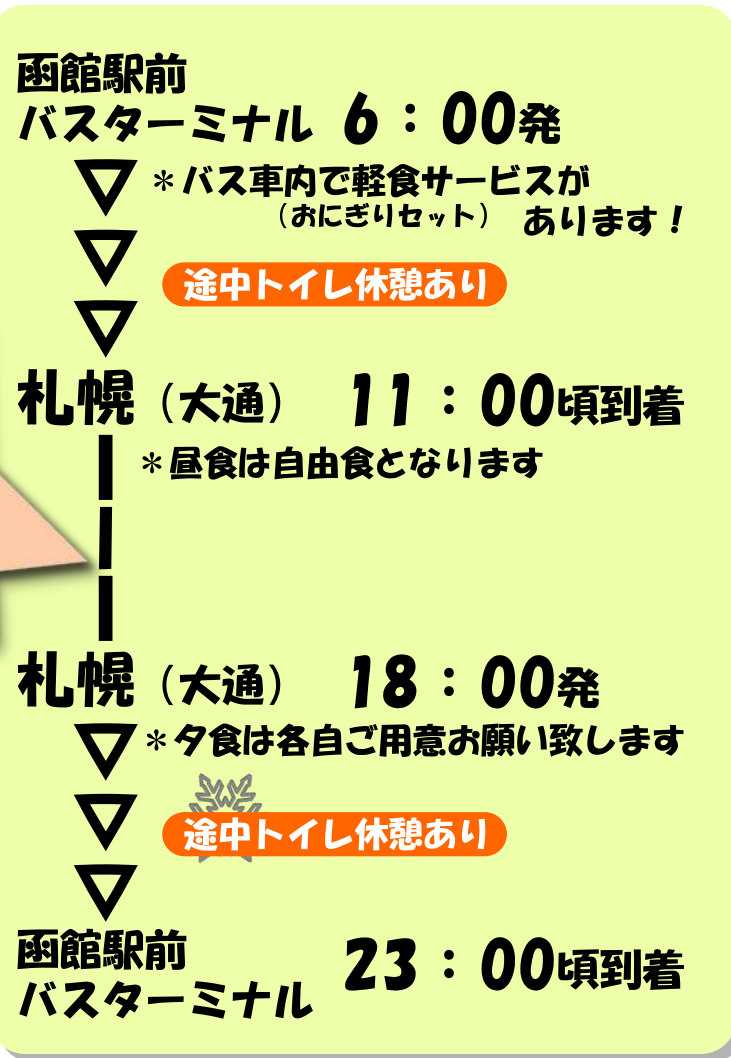 函館駅前
バスターミナル 6：00発
＊バス車内で軽食サービスが
（おにぎりセット） あります！
途中トイレ休憩あり
札幌（大通） 11：00頃到着
＊昼食は自由食となります
札幌（大通） 18：00発
＊夕食は各自ご用意お願い致します
途中トイレ休憩あり
函館駅前
バスターミナル 23：00頃到着